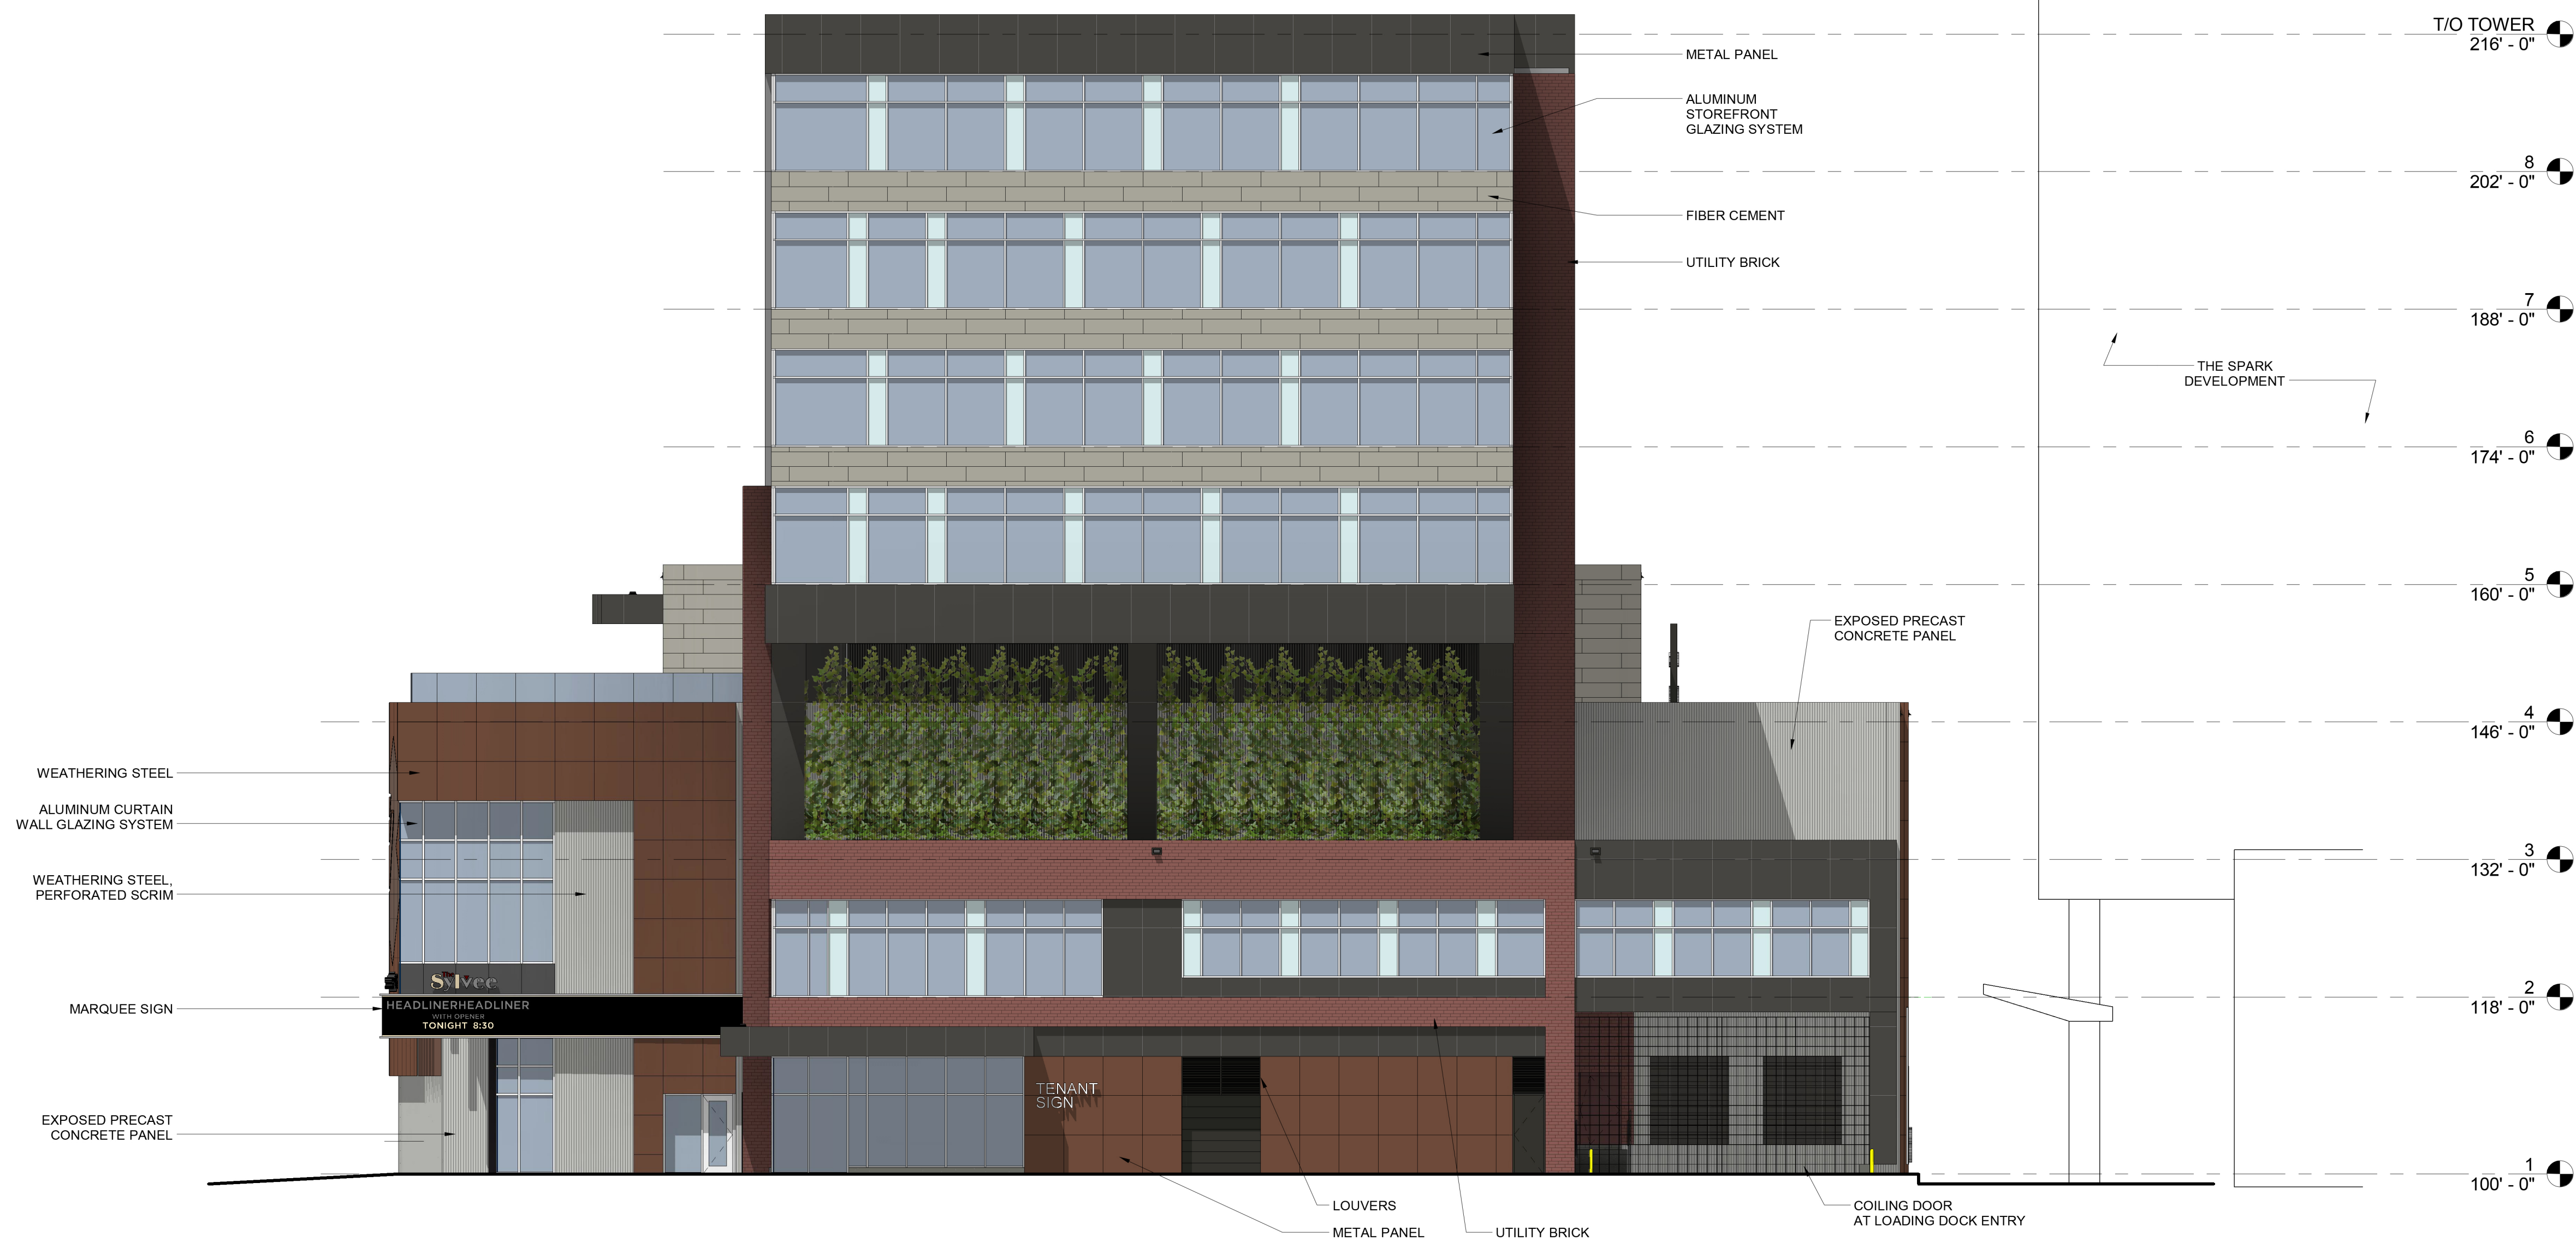 T/O TOWER
216' - 0"
METAL PANEL
ALUMINUM
STOREFRONT
GLAZING SYSTEM
8
202' - 0"
FIBER CEMENT
UTILITY BRICK
7
188' - 0"
THE SPARK
DEVELOPMENT
6
174' - 0"
5
160' - 0"
EXPOSED PRECAST
CONCRETE PANEL
4
146' - 0"
WEATHERING STEEL
ALUMINUM CURTAIN
WALL GLAZING SYSTEM
3
132' - 0"
WEATHERING STEEL,
PERFORATED SCRIM
The
Sylvee
2
118' - 0"
MARQUEE SIGN
HEADLINERHEADLINER
WITH OPENER
TONIGHT 8:30
TENANT
SIGN
EXPOSED PRECAST
CONCRETE PANEL
1
100' - 0"
LOUVERS
METAL PANEL
UTILITY BRICK
COILING DOOR
AT LOADING DOCK ENTRY